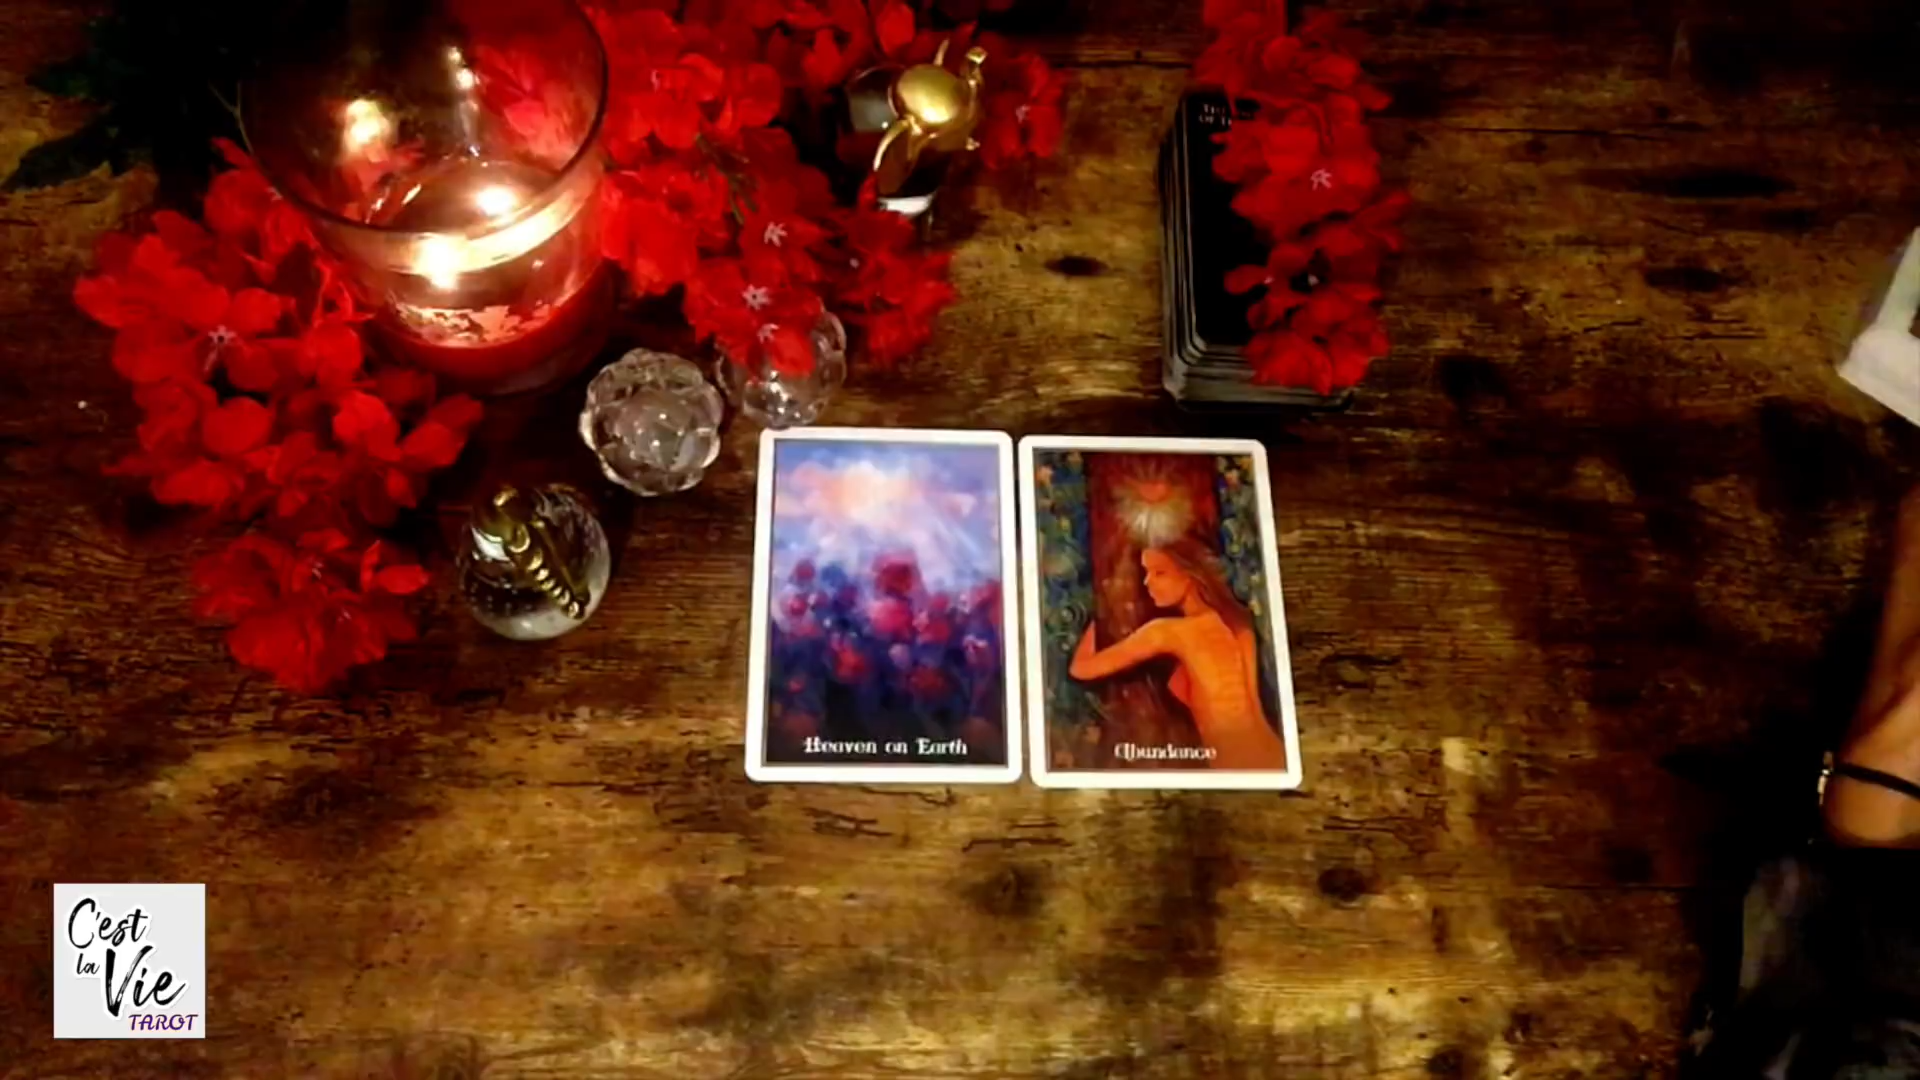 Heaven on Earth
Abundance
C'est
la Vie
TAROT